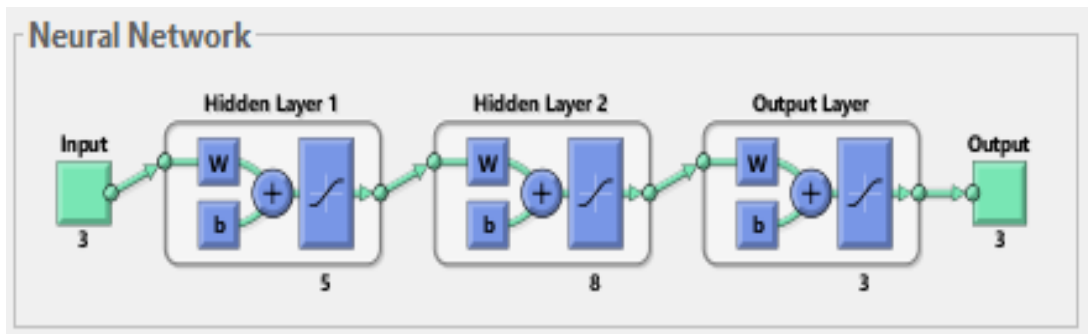 Neural Network
Hidden Layer 1 Hidden Layer 2 Output Layer
Input Output
W W W
+ + +
b b b
3 3
5 8 3